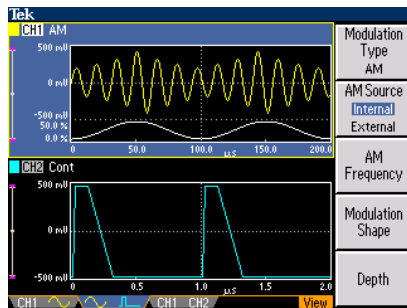 Tek
CH1 AM
500 mV
0 mV
-500 mV
50.0 %
0.0 %
0 50.0 100.0 150.0 200.0
µs
CH2 Cont
500 mV
0 mV
-500 mV
0 0.5 1.0 1.5 2.0
µs
CH1 CH1 CH2 View
Modulation
Type
AM
AM Source
Internal
External
AM
Frequency
Modulation
Shape
Depth